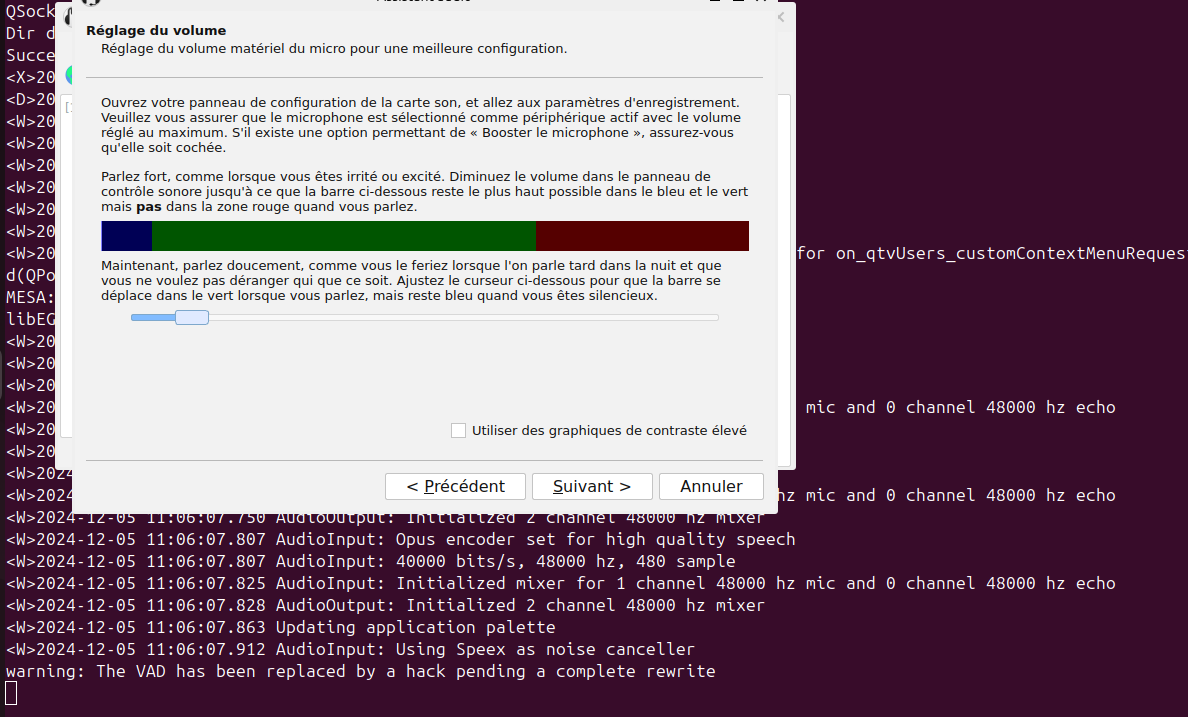 QSock
Dir d
Succe
<X>20
<D>20
<W>20
<W>20
<W>20
<W>20
<W>20
<W>20
<W>20 for on_qtvUsers_customContextMenuRequest
d(QPo
MESA:
libEG
<W>20
<W>20
<W>20
<W>20 mic and 0 channel 48000 hz echo
<W>20
<W>20
<W>2024
<W>2024 hz mic and 0 channel 48000 hz echo
Réglage du volume
Réglage du volume matériel du micro pour une meilleure configuration.
Ouvrez votre panneau de configuration de la carte son, et allez aux paramètres d'enregistrement.
Veuillez vous assurer que le microphone est sélectionné comme périphérique actif avec le volume
réglé au maximum. S'il existe une option permettant de « Booster le microphone », assurez-vous
qu'elle soit cochée.
Parlez fort, comme lorsque vous êtes irrité ou excité. Diminuez le volume dans le panneau de
contrôle sonore jusqu'à ce que la barre ci-dessous reste le plus haut possible dans le bleu et le vert
mais pas dans la zone rouge quand vous parlez.
Maintenant, parlez doucement, comme vous le feriez lorsque l'on parle tard dans la nuit et que
vous ne voulez pas déranger qui que ce soit. Ajustez le curseur ci-dessous pour que la barre se
déplace dans le vert lorsque vous parlez, mais reste bleu quand vous êtes silencieux.
Utiliser des graphiques de contraste élevé
< Précédent Suivant > Annuler
<W>2024-12-05 11:06:07.750 AudioOutput: Initialized 2 channel 48000 hz mixer
<W>2024-12-05 11:06:07.807 AudioInput: Opus encoder set for high quality speech
<W>2024-12-05 11:06:07.807 AudioInput: 40000 bits/s, 48000 hz, 480 sample
<W>2024-12-05 11:06:07.825 AudioInput: Initialized mixer for 1 channel 48000 hz mic and 0 channel 48000 hz echo
<W>2024-12-05 11:06:07.828 AudioOutput: Initialized 2 channel 48000 hz mixer
<W>2024-12-05 11:06:07.863 Updating application palette
<W>2024-12-05 11:06:07.912 AudioInput: Using Speex as noise canceller
warning: The VAD has been replaced by a hack pending a complete rewrite